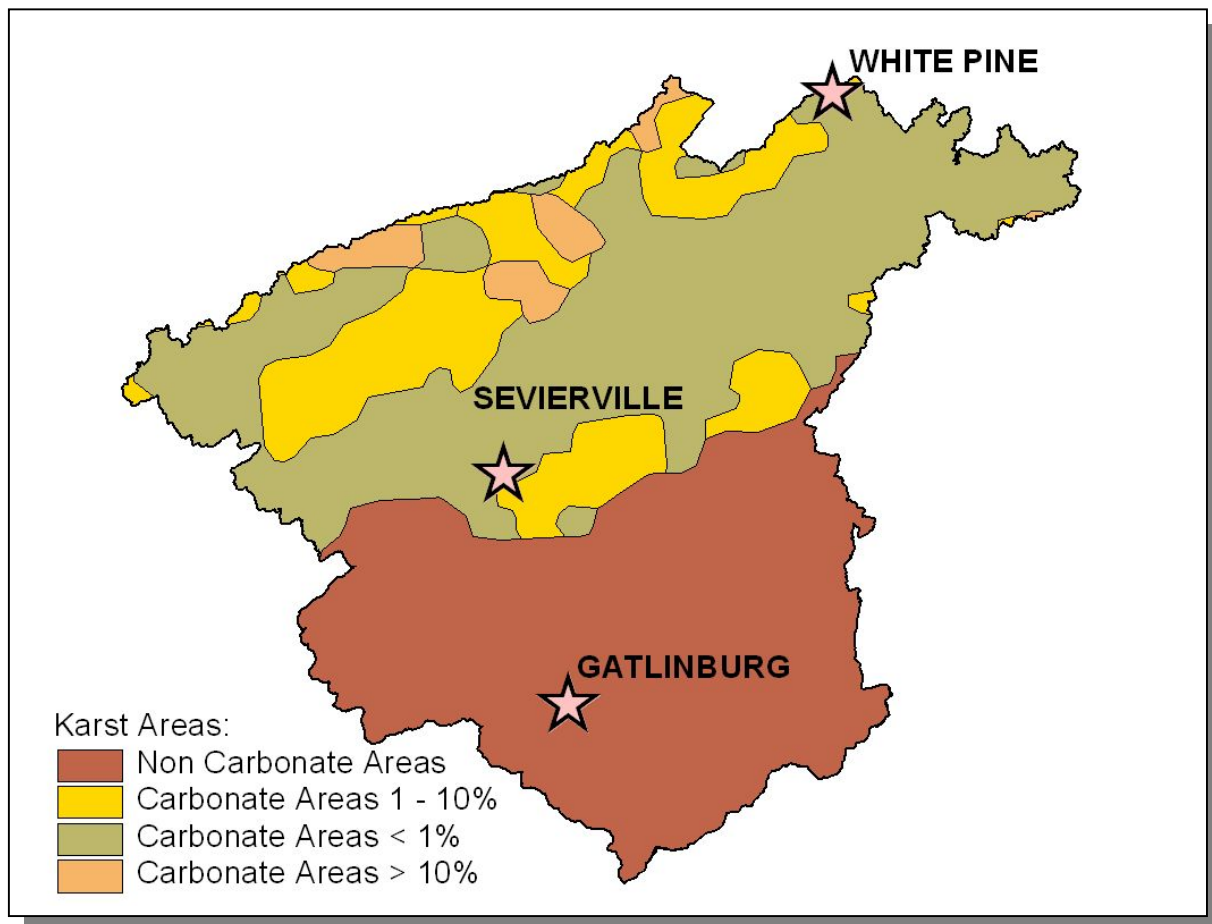 WHITE PINE
SEVIERVILLE
GATLINBURG
Karst Areas:
Non Carbonate Areas
Carbonate Areas 1 - 10%
Carbonate Areas < 1%
Carbonate Areas > 10%